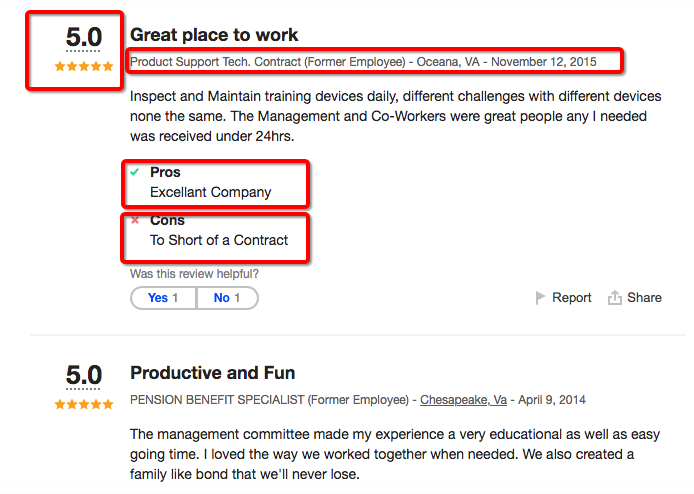 5.0
Great place to work
Product Support Tech. Contract (Former Employee) - Oceana, VA - November 12, 2015
Inspect and Maintain training devices daily, different challenges with different devices
none the same. The Management and Co-Workers were great people any I needed
was received under 24hrs.
Pros
Excellant Company
Cons
To Short of a Contract
Was this review helpful?
Yes 1 No 1
Report Share
5.0
Productive and Fun
PENSION BENEFIT SPECIALIST (Former Employee) - Chesapeake, Va - April 9, 2014
The management committee made my experience a very educational as well as easy
going time. I loved the way we worked together when needed. We also created a
family like bond that we'll never lose.